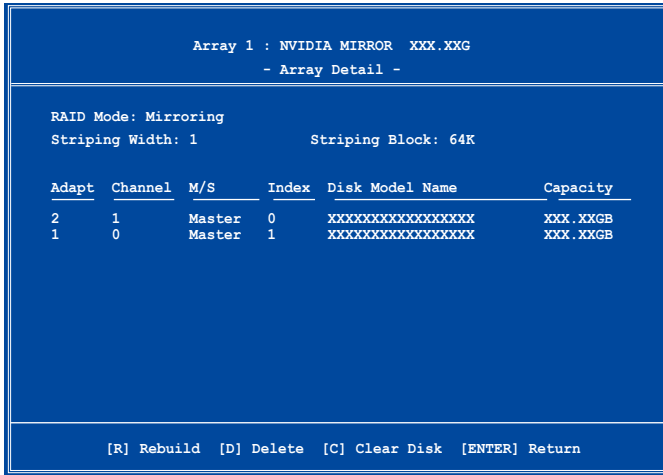 Array 1 : NVIDIA MIRROR XXX.XXG
- Array Detail -
RAID Mode: Mirroring
Striping Width: 1 Striping Block: 64K
Adapt Channel M/S Index Disk Model Name Capacity
2 1 Master 0 XXXXXXXXXXXXXXXXX XXX.XXGB
1 0 Master 1 XXXXXXXXXXXXXXXXX XXX.XXGB
[R] Rebuild [D] Delete [C] Clear Disk [ENTER] Return